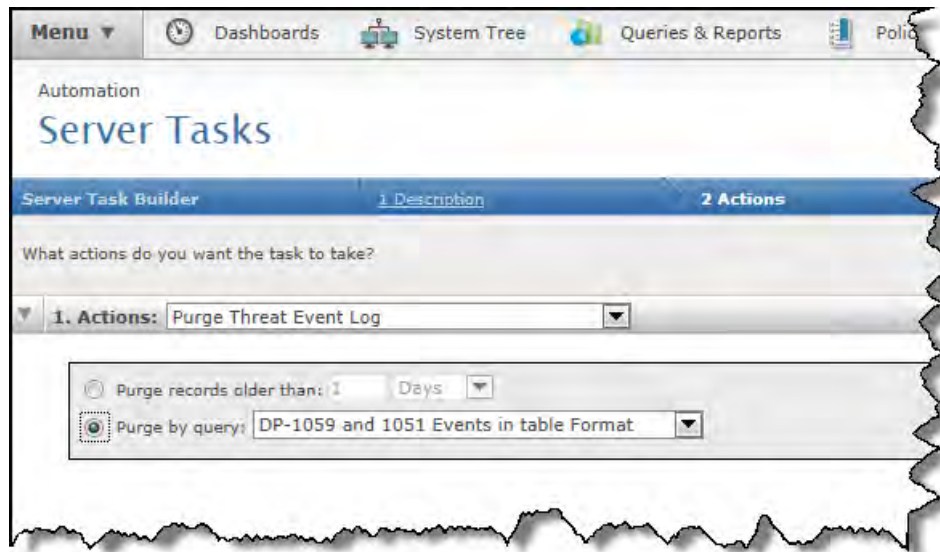 Menu Dashboards System Tree Queries & Reports
Automation
Server Tasks
Server Task Builder 1 Description 2 Actions
What actions do you want the task to take?
1. Actions: Purge Threat Event Log
Purge records older than: 1 Days
Purge by query: DP-1059 and 1051 Events in table Format